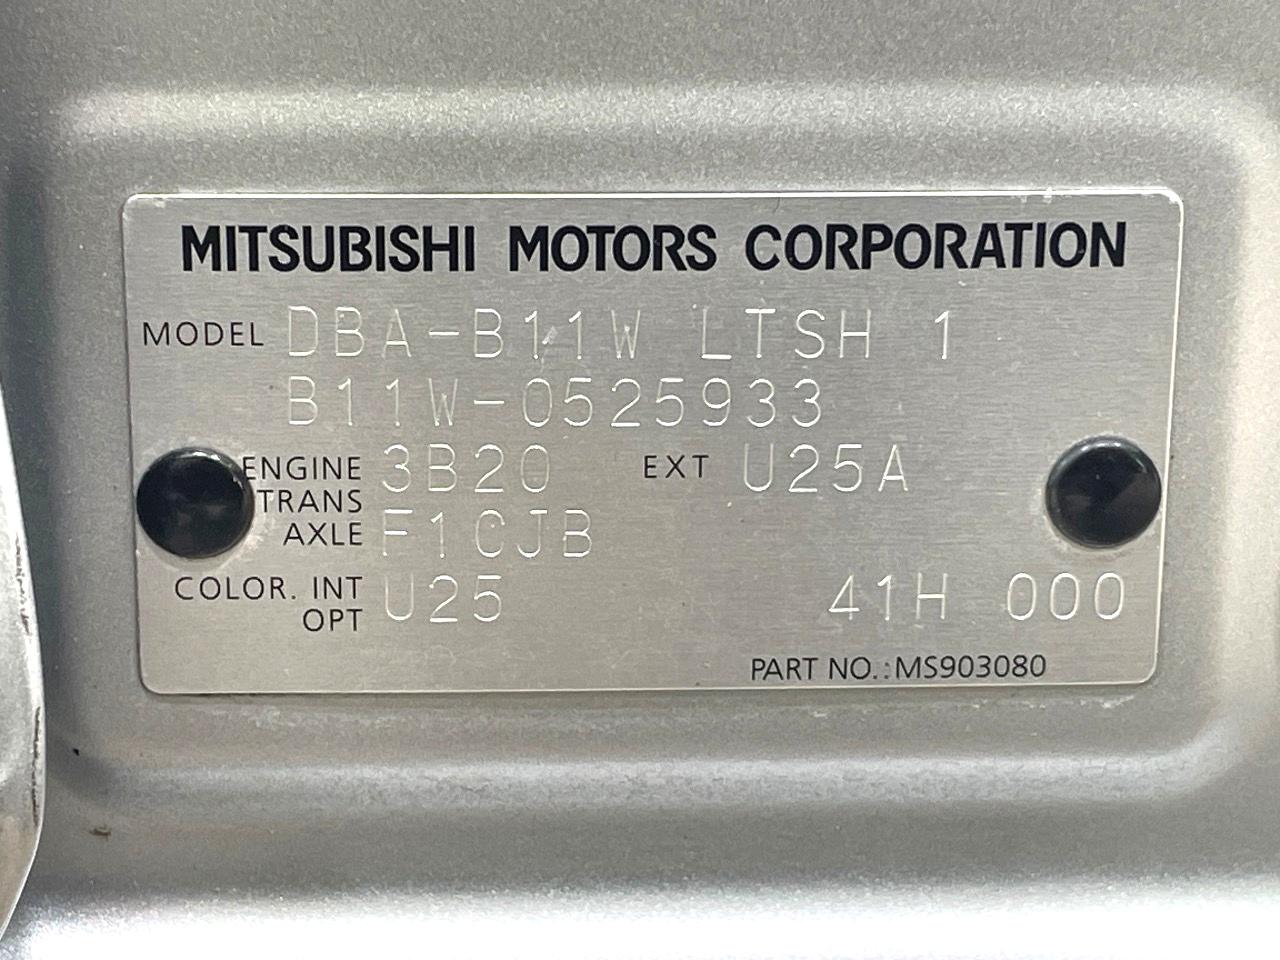 MITSUBISHI MOTORS CORPORATION
MODEL DBA-B11W LTSH 1
B11W-0525933
ENGINE 3B20 EXT U25A
TRANS
AXLE F1CJB
COLOR. INT U25 41H 000
OPT
PART NO.:MS903080